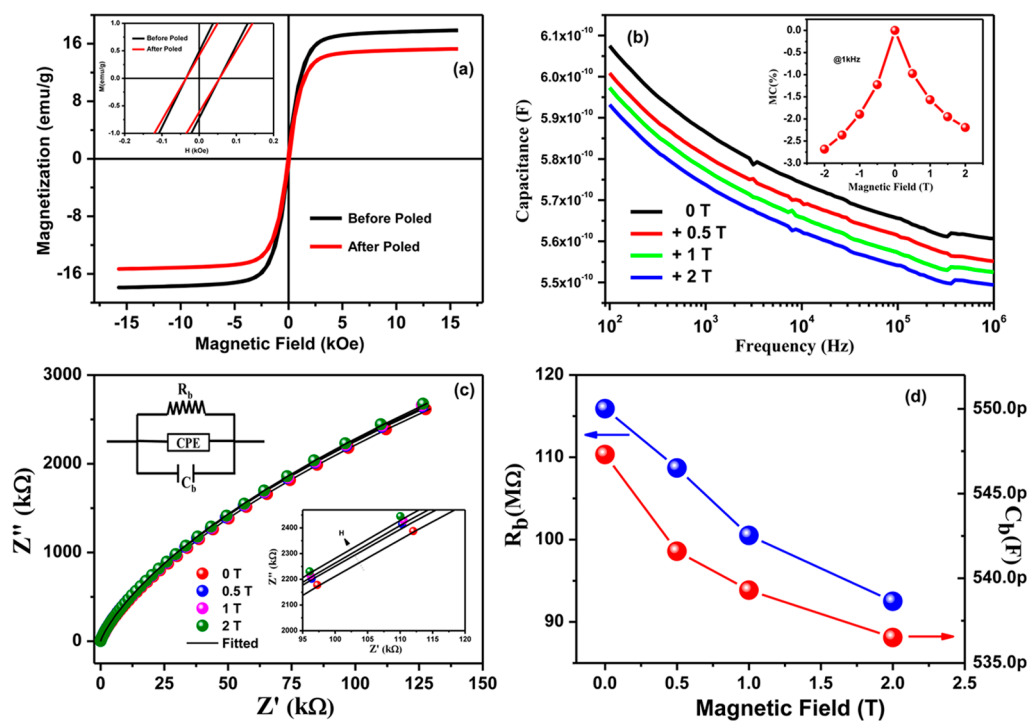 (a)
Magnetization (emu/g)
16
8
0
-8
-16
-15
-10
-5
0
5
10
15
Magnetic Field (kOe)
Before Poled
After Poled
M(emu/g)
1.0
0.5
0.0
-0.5
-1.0
-0.2
-0.1
0.0
0.1
0.2
H (kOe)
Before Poled
After Poled
(b)
Capacitance (F)
6.1x10⁻¹⁰
6.0x10⁻¹⁰
5.9x10⁻¹⁰
5.8x10⁻¹⁰
5.7x10⁻¹⁰
5.6x10⁻¹⁰
5.5x10⁻¹⁰
10²
10³
10⁴
10⁵
10⁶
Frequency (Hz)
0 T
+ 0.5 T
+ 1 T
+ 2 T
@1kHz
MC(%)
0.0
-0.5
-1.0
-1.5
-2.0
-2.5
-3.0
-2
-1
0
1
2
Magnetic Field (T)
(c)
Z'' (kΩ)
3000
2000
1000
0
0
25
50
75
100
125
150
Z' (kΩ)
R_b
CPE
C_b
0 T
0.5 T
1 T
2 T
Fitted
Z'' (kΩ)
2400
2300
2200
2100
2000
95
100
105
110
115
120
Z' (kΩ)
H
(d)
R_b(MΩ)
120
110
100
90
0.0
0.5
1.0
1.5
2.0
2.5
Magnetic Field (T)
550.0p
545.0p
540.0p
535.0p
C_b(F)